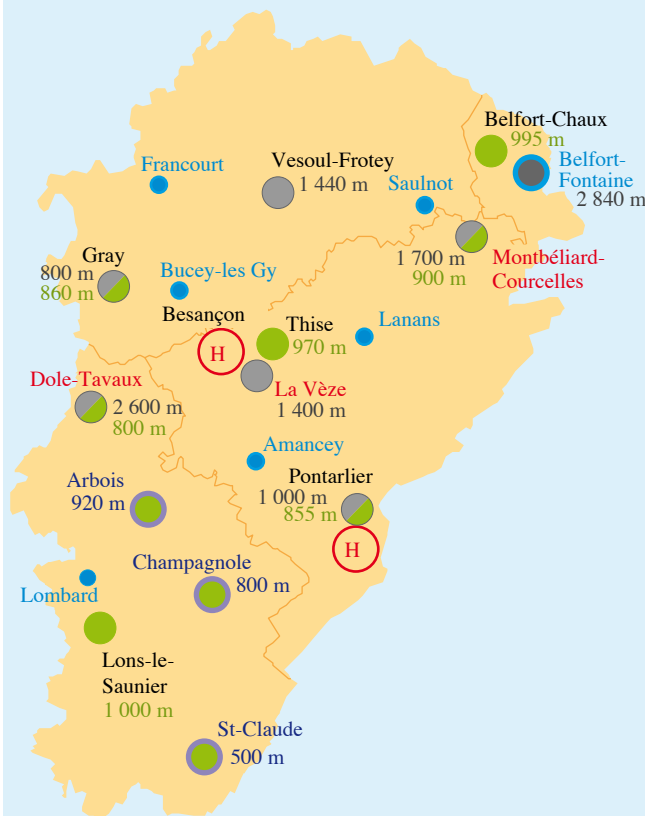 Belfort-Chaux
995 m
Francourt
Vesoul-Frotey
1 440 m
Saulnot
Belfort-
Fontaine
2 840 m
Gray
800 m
860 m
Bucey-les Gy
1 700 m
900 m
Montbéliard-
Courcelles
Besançon
H
Thise
970 m
Lanans
Dole-Tavaux
2 600 m
800 m
La Vèze
1 400 m
Amancey
Arbois
920 m
Pontarlier
1 000 m
855 m
H
Champagnole
800 m
Lombard
Lons-le-
Saunier
1 000 m
St-Claude
500 m